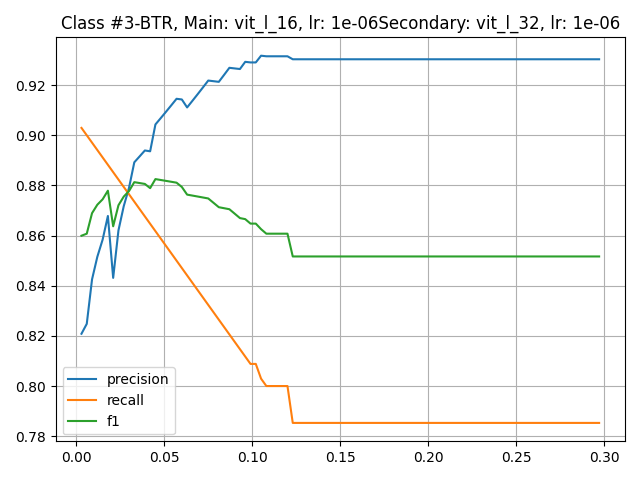 Class #3-BTR, Main: vit_l_16, lr: 1e-06Secondary: vit_l_32, lr: 1e-06
0.92
0.90
0.88
0.86
0.84
0.82
0.80
0.78
precision
recall
f1
0.00 0.05 0.10 0.15 0.20 0.25 0.30